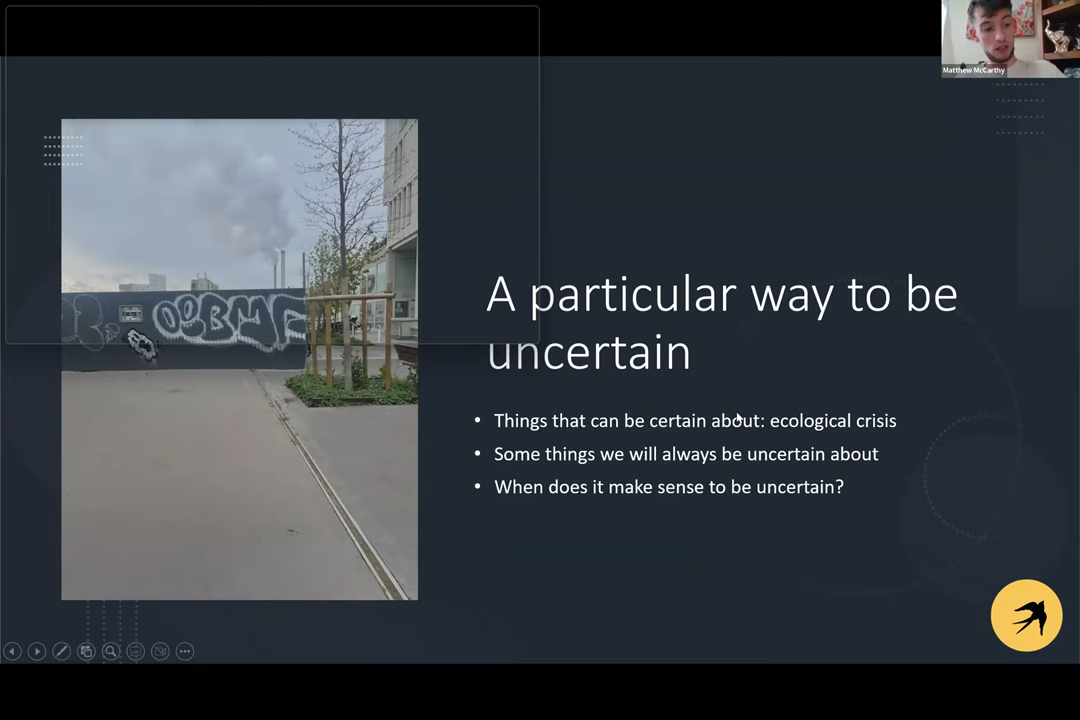 Matthew McCarthy
A particular way to be
uncertain
• Things that can be certain about: ecological crisis
• Some things we will always be uncertain about
• When does it make sense to be uncertain?